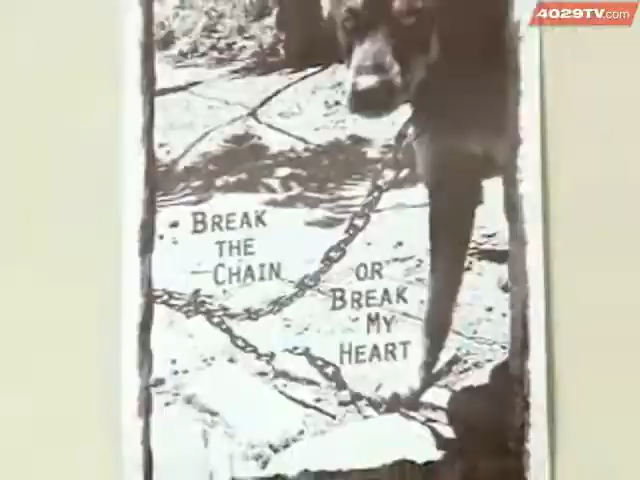 4029TV.com
BREAK
THE
CHAIN
OR
BREAK
MY
HEART